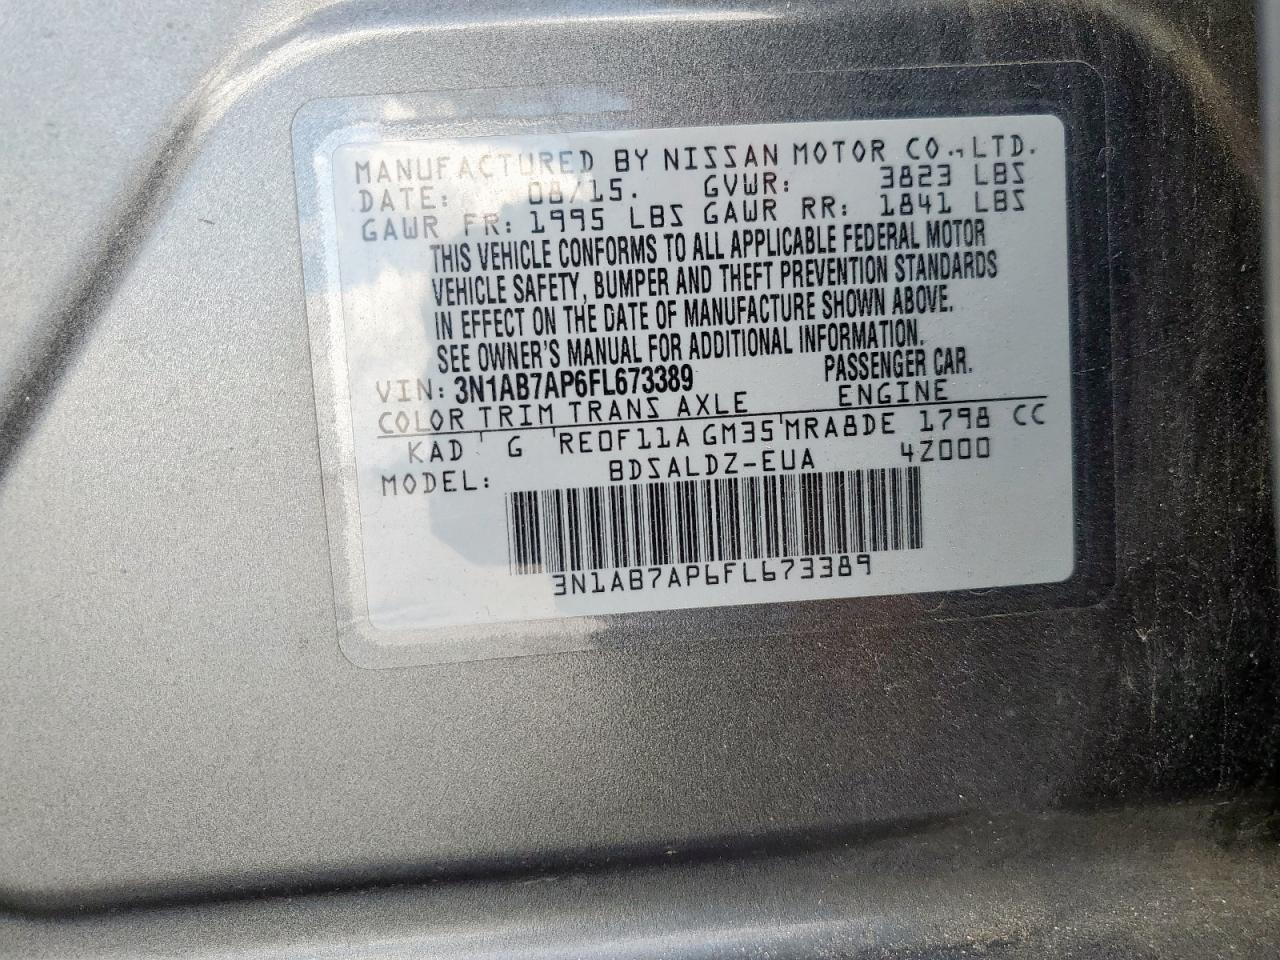 MANUFACTURED BY NISSAN MOTOR CO., LTD.
DATE: 08/15. GVWR: 3823 LBS
GAWR FR: 1995 LBS GAWR RR: 1841 LBS
THIS VEHICLE CONFORMS TO ALL APPLICABLE FEDERAL MOTOR
VEHICLE SAFETY, BUMPER AND THEFT PREVENTION STANDARDS
IN EFFECT ON THE DATE OF MANUFACTURE SHOWN ABOVE.
SEE OWNER'S MANUAL FOR ADDITIONAL INFORMATION.
VIN: 3N1AB7AP6FL673389 PASSENGER CAR.
COLOR TRIM TRANS AXLE ENGINE
KAD G RE0F11A GM35 MRA8DE 1798 CC
MODEL: BDSALDZ-EUA 4Z000
3N1AB7AP6FL673389